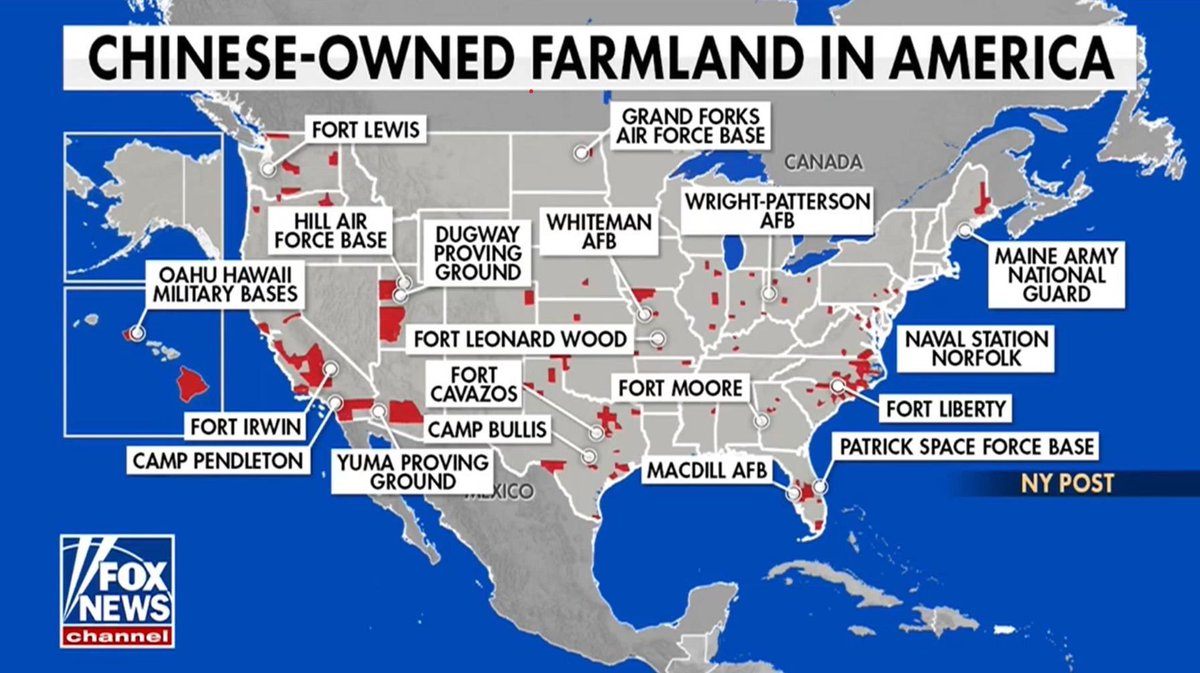 CHINESE-OWNED FARMLAND IN AMERICA
FORT LEWIS
GRAND FORKS
AIR FORCE BASE
CANADA
HILL AIR
FORCE BASE
DUGWAY
PROVING
GROUND
WHITEMAN
AFB
WRIGHT-PATTERSON
AFB
MAINE ARMY
NATIONAL
GUARD
OAHU HAWAII
MILITARY BASES
FORT LEONARD WOOD
NAVAL STATION
NORFOLK
FORT
CAVAZOS
FORT MOORE
FORT LIBERTY
FORT IRWIN
CAMP BULLIS
CAMP PENDLETON
YUMA PROVING
GROUND
MACDILL AFB
PATRICK SPACE FORCE BASE
MEXICO
NY POST
FOX
NEWS
channel